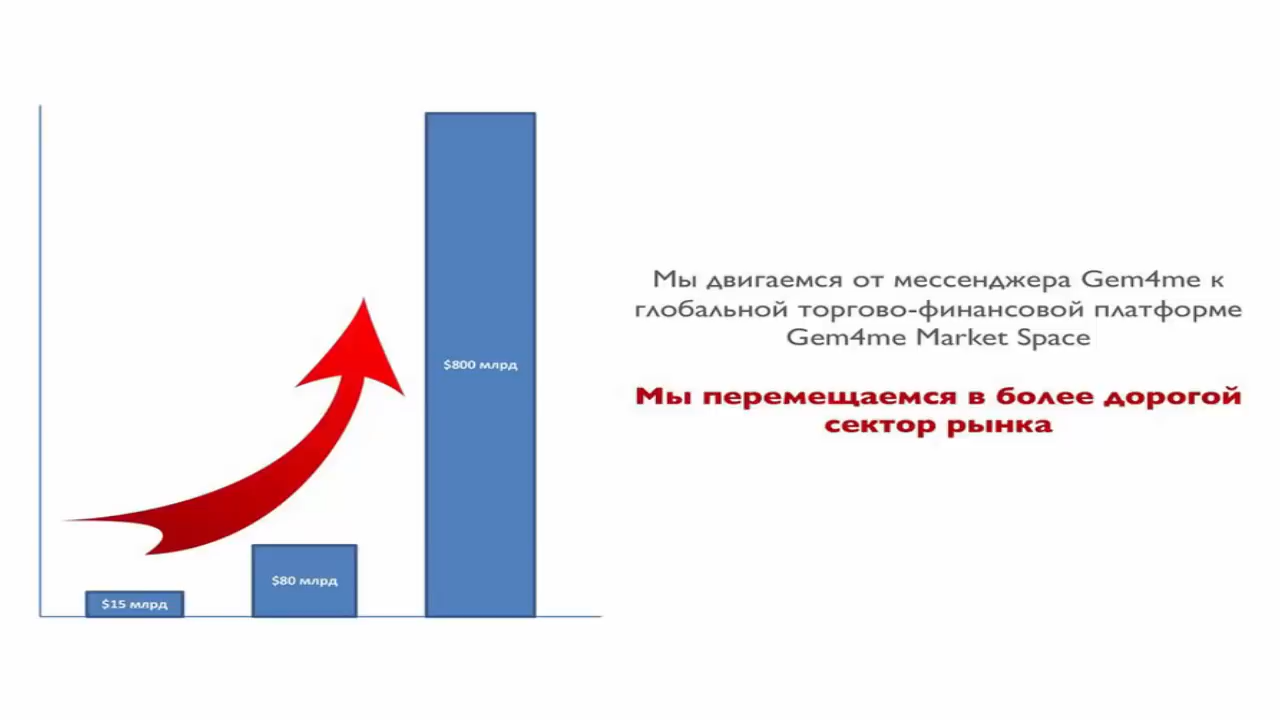 $800 млрд
$80 млрд
$15 млрд
Мы двигаемся от мессенджера Gem4me к
глобальной торгово-финансовой платформе
Gem4me Market Space
Мы перемещаемся в более дорогой
сектор рынка